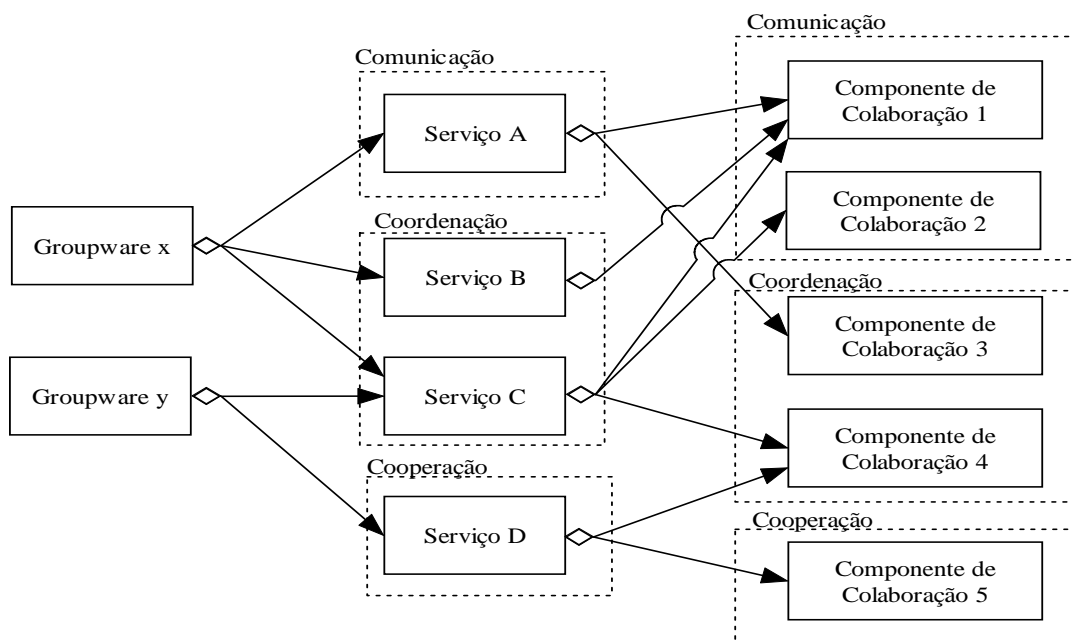 Comunicação
Comunicação
Componente de
Colaboração 1
Serviço A
Componente de
Colaboração 2
Coordenação
Groupware x
Serviço B
Coordenação
Componente de
Colaboração 3
Groupware y
Serviço C
Componente de
Colaboração 4
Cooperação
Cooperação
Serviço D
Componente de
Colaboração 5